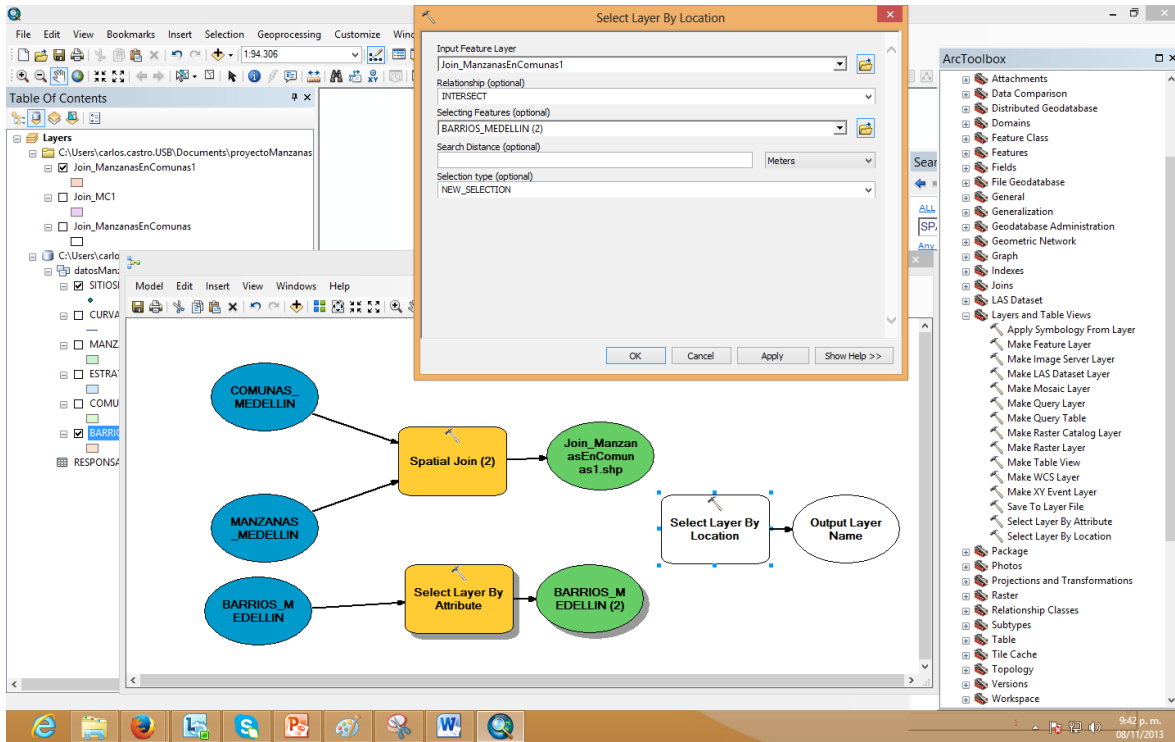 Select Layer By Location
File Edit View Bookmarks Insert Selection Geoprocessing Customize
1:94.306
Table Of Contents
Layers
C:\Users\carlos.castro.USB\Documents\proyectoManzanas
Join_ManzanasEnComunas1
Join_MC1
Join_ManzanasEnComunas
C:\Users\carlo
datosMan
SITIOS
CURVA
MANZ
ESTRA
COMU
BARRIO
RESPONSA
Input Feature Layer
Join_ManzanasEnComunas1
Relationship (optional)
INTERSECT
Selecting Features (optional)
BARRIOS_MEDELLIN (2)
Search Distance (optional)
Meters
Selection type (optional)
NEW_SELECTION
OK Cancel Apply Show Help >>
Model Edit Insert View Windows Help
COMUNAS_
MEDELLIN
Spatial Join (2)
Join_Manzan
asEnComun
as1.shp
MANZANAS
_MEDELLIN
Select Layer By
Location
Output Layer
Name
BARRIOS_M
EDELLIN
Select Layer By
Attribute
BARRIOS_M
EDELLIN (2)
Sear
ALL
SP
Any
ArcToolbox
Attachments
Data Comparison
Distributed Geodatabase
Domains
Feature Class
Features
Fields
File Geodatabase
General
Generalization
Geodatabase Administration
Geometric Network
Graph
Indexes
Joins
LAS Dataset
Layers and Table Views
Apply Symbology From Layer
Make Feature Layer
Make Image Server Layer
Make LAS Dataset Layer
Make Mosaic Layer
Make Query Layer
Make Query Table
Make Raster Catalog Layer
Make Raster Layer
Make Table View
Make WCS Layer
Make XY Event Layer
Save To Layer File
Select Layer By Attribute
Select Layer By Location
Package
Photos
Projections and Transformations
Raster
Relationship Classes
Subtypes
Table
Tile Cache
Topology
Versions
Workspace
9:42 p. m.
08/11/2013